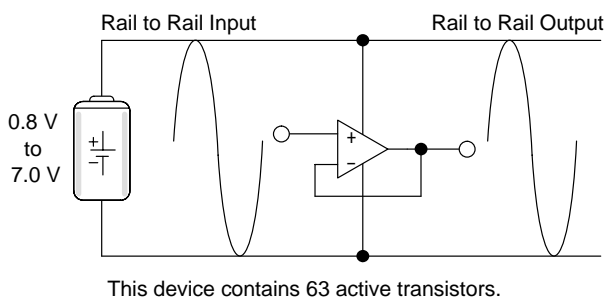 Rail to Rail Input
Rail to Rail Output
0.8 V
to
7.0 V
+
−
+
−
This device contains 63 active transistors.